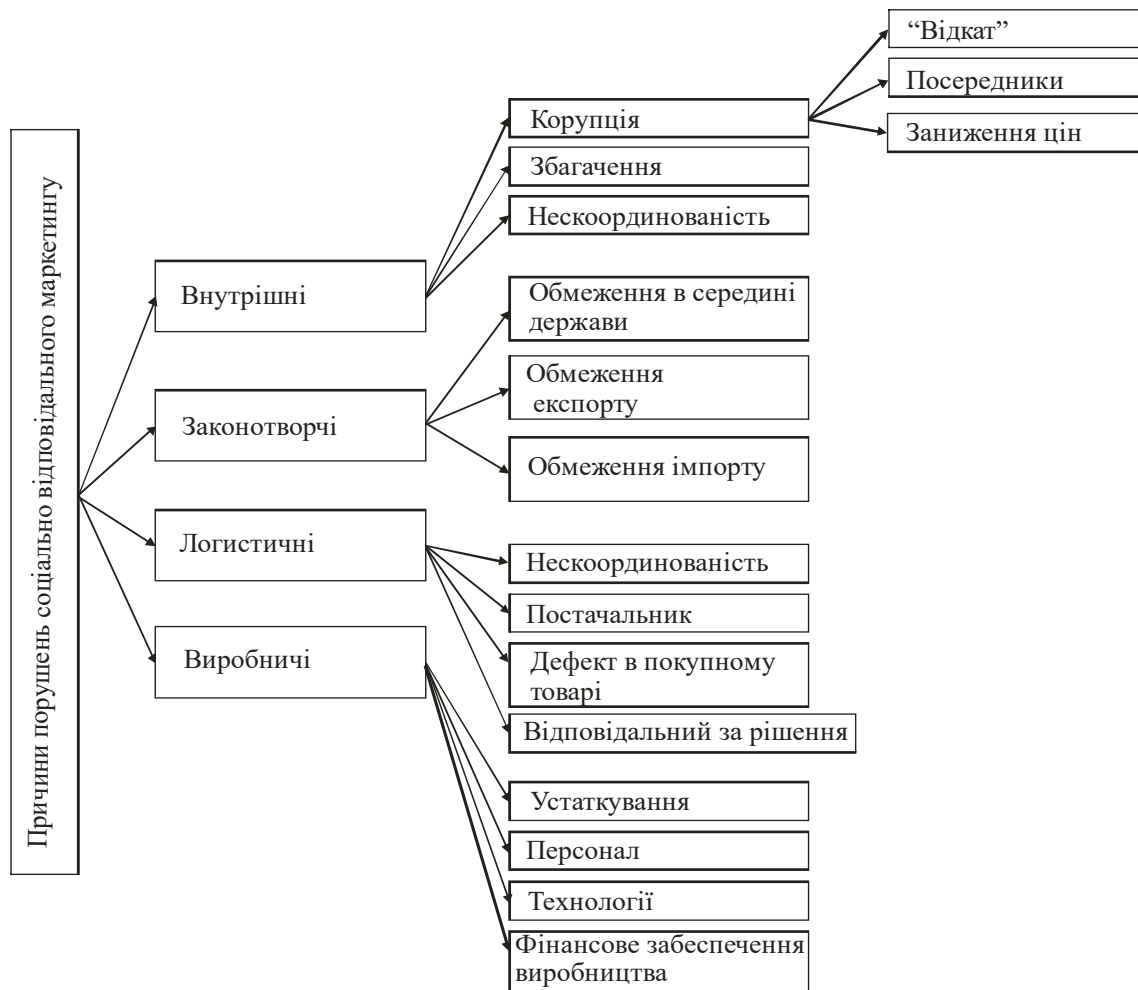 Причини порушень соціально відповідального маркетингу
Внутрішні
Законотворчі
Логистичні
Виробничі
Корупція
Збагачення
Нескоординованість
Обмеження в середині
держави
Обмеження
експорту
Обмеження імпорту
Нескоординованість
Постачальник
Дефект в покупному
товарі
Відповідальний за рішення
Устаткування
Персонал
Технології
Фінансове забеспечення
виробництва
“Відкат”
Посередники
Заниження цін